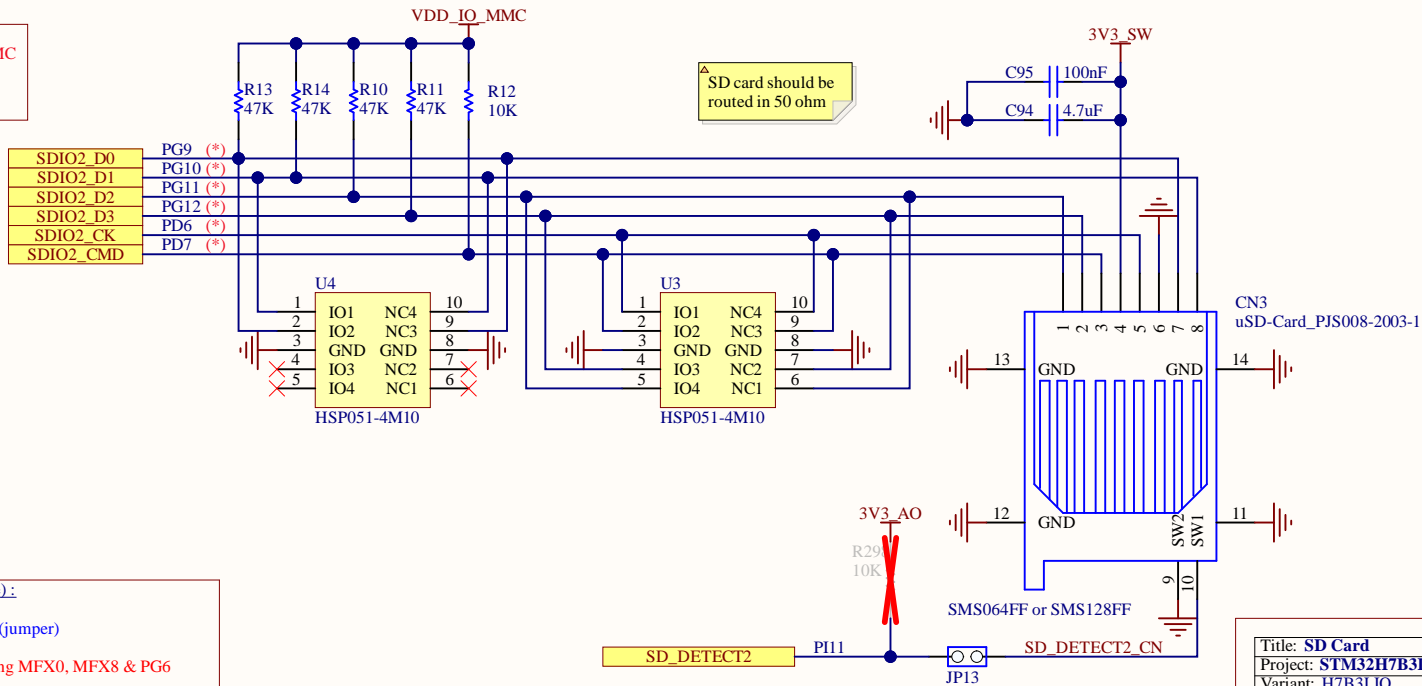 VDD_IO_MMC
3V3_SW
MC
R13
47K
R14
47K
R10
47K
R11
47K
R12
10K
SD card should be
routed in 50 ohm
C95
100nF
C94
4.7uF
SDIO2_D0
PG9 (*)
SDIO2_D1
PG10 (*)
SDIO2_D2
PG11 (*)
SDIO2_D3
PG12 (*)
SDIO2_CK
PD6 (*)
SDIO2_CMD
PD7 (*)
U4
1 IO1 NC4 10
2 IO2 NC3 9
3 GND GND 8
4 IO3 NC2 7
5 IO4 NC1 6
HSP051-4M10
U3
1 IO1 NC4 10
2 IO2 NC3 9
3 GND GND 8
4 IO3 NC2 7
5 IO4 NC1 6
HSP051-4M10
CN3
uSD-Card_PJS008-2003-1
1 2 3 4 5 6 7 8
13 GND GND 14
12 GND SW2 SW1 11
9 10
SMS064FF or SMS128FF
3V3_AO
R29
10K
SD_DETECT2
PI11
JP13
SD_DETECT2_CN
) :
(jumper)
ng MFX0, MFX8 & PG6
Title: SD Card
Project: STM32H7B3I
Variant: H7B3LIQ